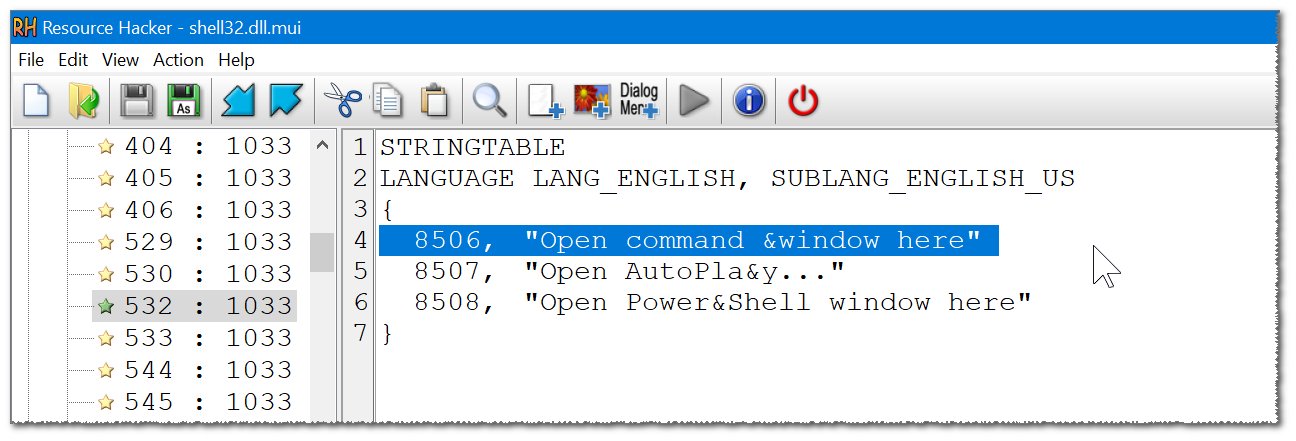 RH Resource Hacker - shell32.dll.mui
File Edit View Action Help
As
Dialog
Menu
404 : 1033
405 : 1033
406 : 1033
529 : 1033
530 : 1033
532 : 1033
533 : 1033
544 : 1033
545 : 1033
1 STRINGTABLE
2 LANGUAGE LANG_ENGLISH, SUBLANG_ENGLISH_US
3 {
4 8506, "Open command &window here"
5 8507, "Open AutoPla&y..."
6 8508, "Open Power&Shell window here"
7 }